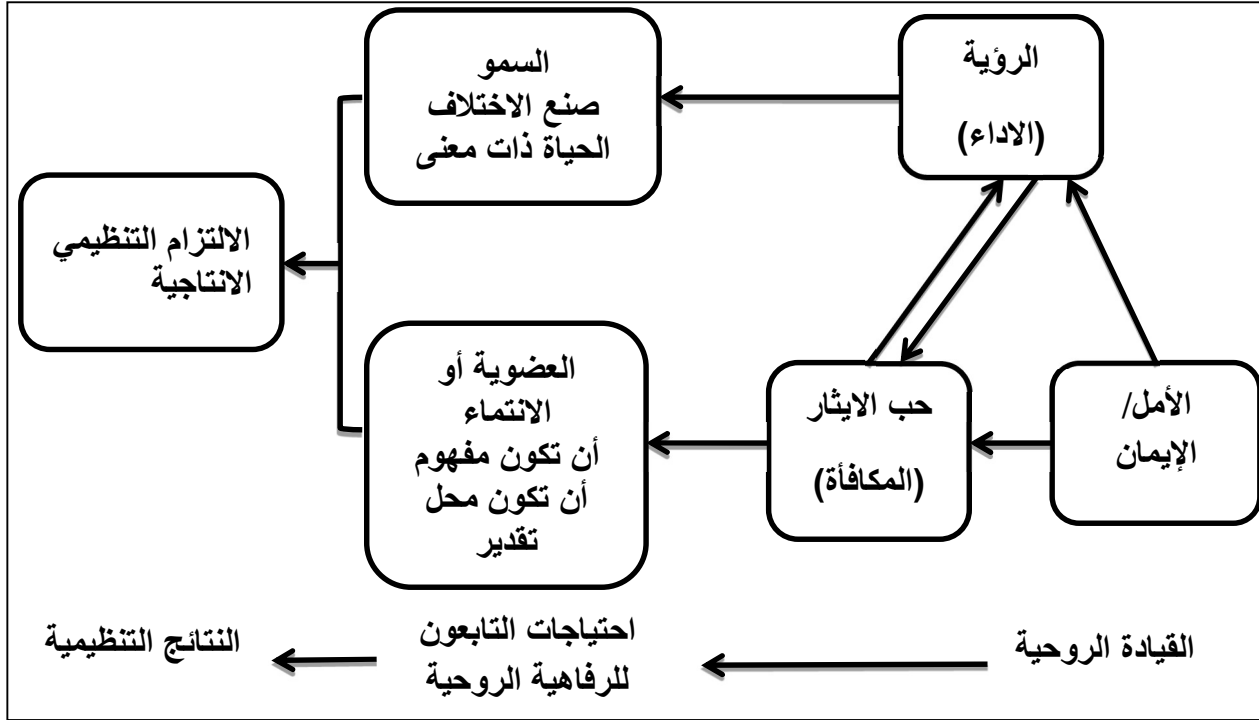 الرؤية
(الاداء)
السمو
صنع الاختلاف
الحياة ذات معنى
الالتزام التنظيمي
الانتاجية
الأمل/
الإيمان
حب الايثار
(المكافأة)
العضوية أو
الانتماء
أن تكون مفهوم
أن تكون محل
تقدير
القيادة الروحية
احتياجات التابعون
للرفاهية الروحية
النتائج التنظيمية